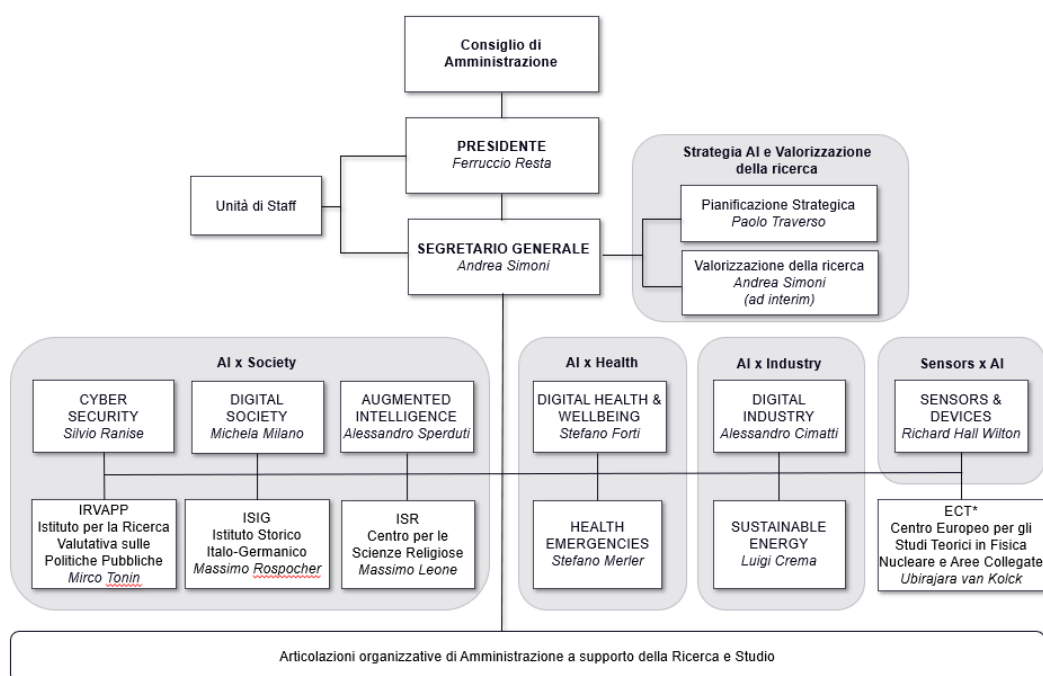 Consiglio di
Amministrazione
PRESIDENTE
Ferruccio Resta
Unità di Staff
SEGRETARIO GENERALE
Andrea Simoni
Strategia AI e Valorizzazione
della ricerca
Pianificazione Strategica
Paolo Traverso
Valorizzazione della ricerca
Andrea Simoni
(ad interim)
AI x Society
CYBER
SECURITY
Silvio Ranise
DIGITAL
SOCIETY
Michela Milano
AUGMENTED
INTELLIGENCE
Alessandro Sperduti
IRVAPP
Istituto per la Ricerca
Valutativa sulle
Politiche Pubbliche
Mirco Tonin
ISIG
Istituto Storico
Italo-Germanico
Massimo Rospocher
ISR
Centro per le
Scienze Religiose
Massimo Leone
AI x Health
DIGITAL HEALTH &
WELLBEING
Stefano Forti
HEALTH
EMERGENCIES
Stefano Merler
AI x Industry
DIGITAL
INDUSTRY
Alessandro Cimatti
SUSTAINABLE
ENERGY
Luigi Crema
Sensors x AI
SENSORS &
DEVICES
Richard Hall Wilton
ECT*
Centro Europeo per gli
Studi Teorici in Fisica
Nucleare e Aree Collegate
Ubirajara van Kolck
Articolazioni organizzative di Amministrazione a supporto della Ricerca e Studio